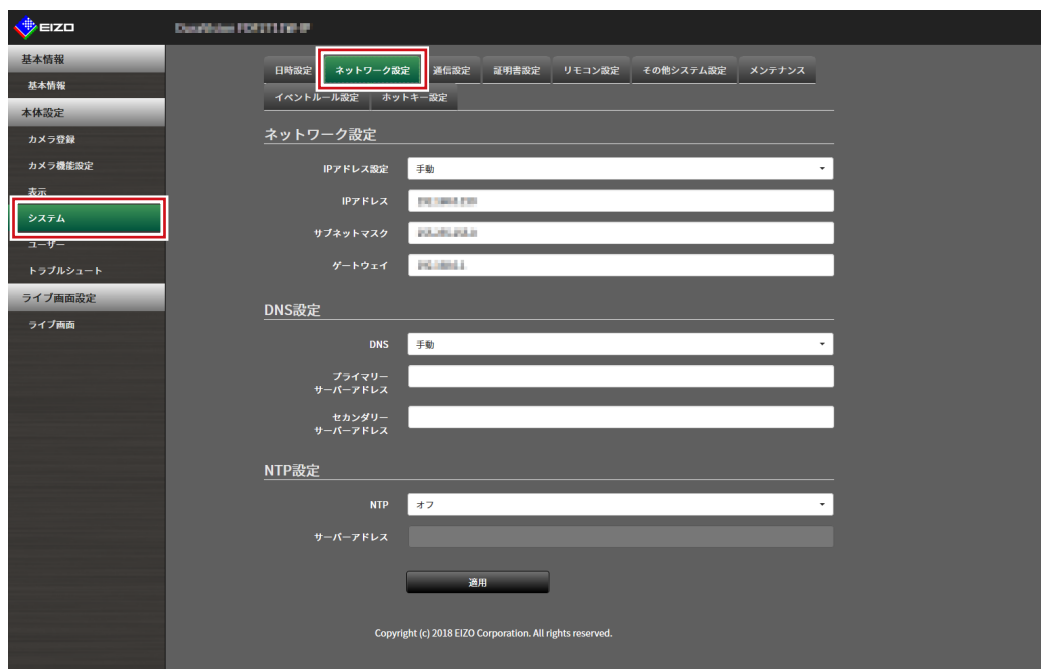 EIZO
基本情報
基本情報
本体設定
カメラ登録
カメラ機能設定
表示
システム
ユーザー
トラブルシュート
ライブ画面設定
ライブ画面
日時設定 ネットワーク設定 通信設定 証明書設定 リモコン設定 その他システム設定 メンテナンス
イベントルール設定 ホットキー設定
ネットワーク設定
IPアドレス設定 手動
IPアドレス
サブネットマスク
ゲートウェイ
DNS設定
DNS 手動
プライマリー
サーバーアドレス
セカンダリー
サーバーアドレス
NTP設定
NTP オフ
サーバーアドレス
適用
Copyright (c) 2018 EIZO Corporation. All rights reserved.